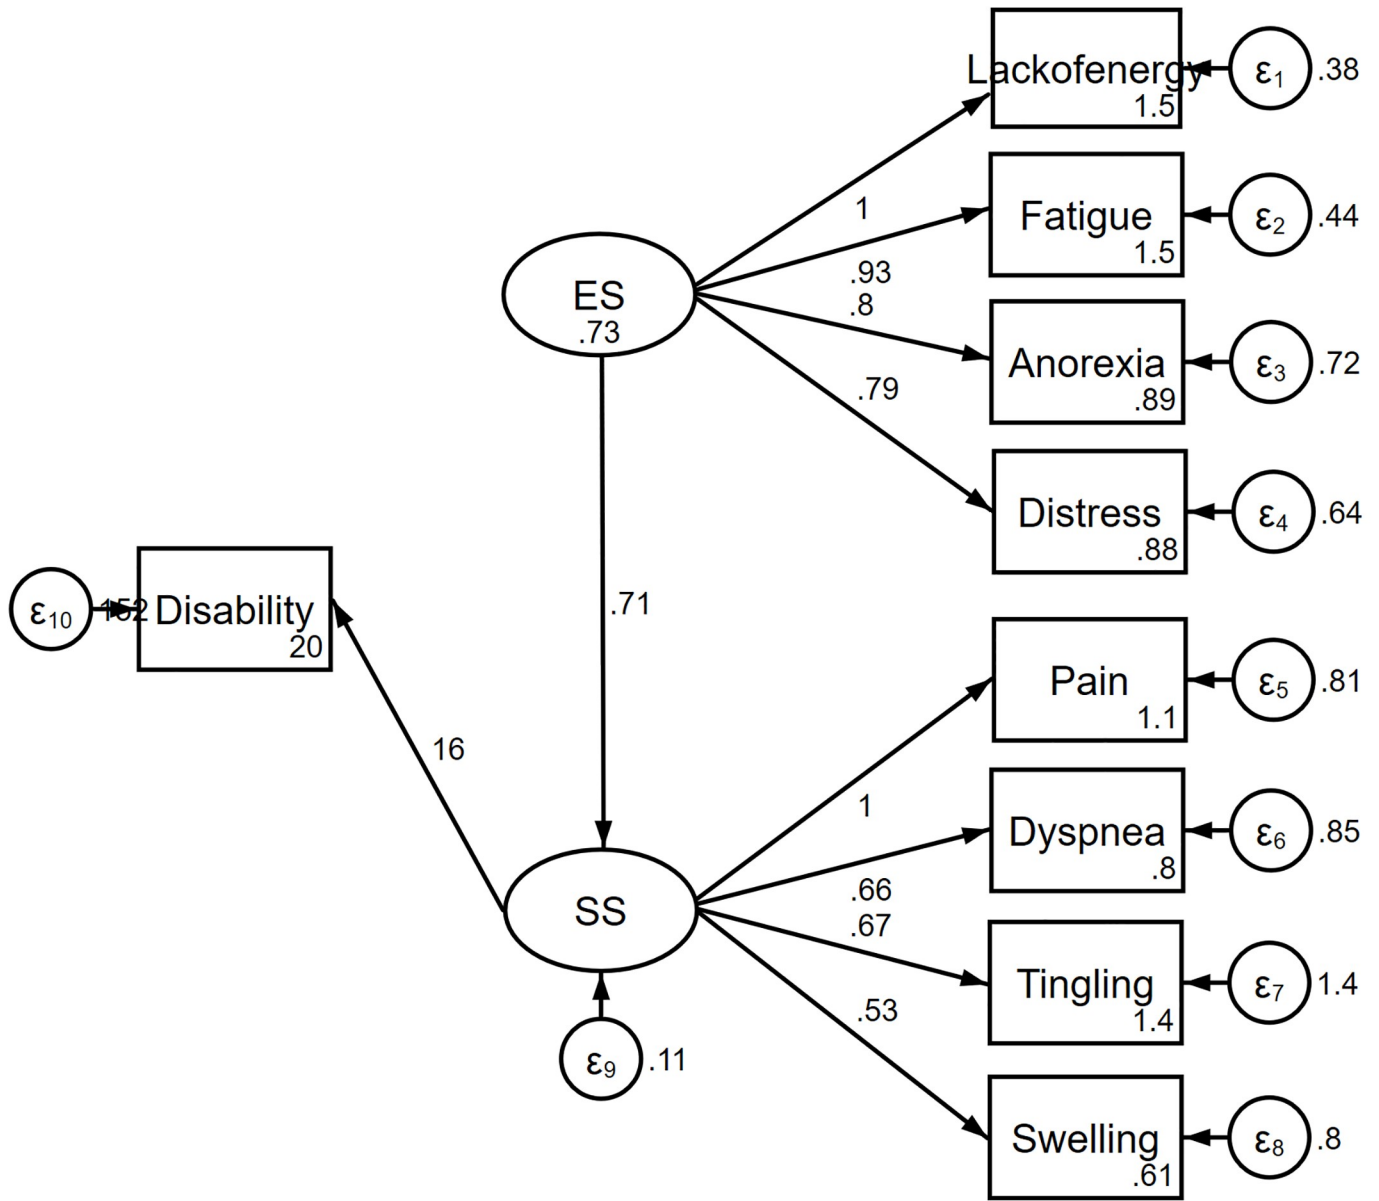 Lackofenergy
1.5
ε1
.38
1
Fatigue
1.5
ε2
.44
ES
.73
.93
.8
Anorexia
.89
ε3
.72
.79
Distress
.88
ε4
.64
ε10
152
Disability
20
.71
Pain
1.1
ε5
.81
16
1
Dyspnea
.8
ε6
.85
SS
.66
.67
Tingling
1.4
ε7
1.4
.53
ε9
.11
Swelling
.61
ε8
.8